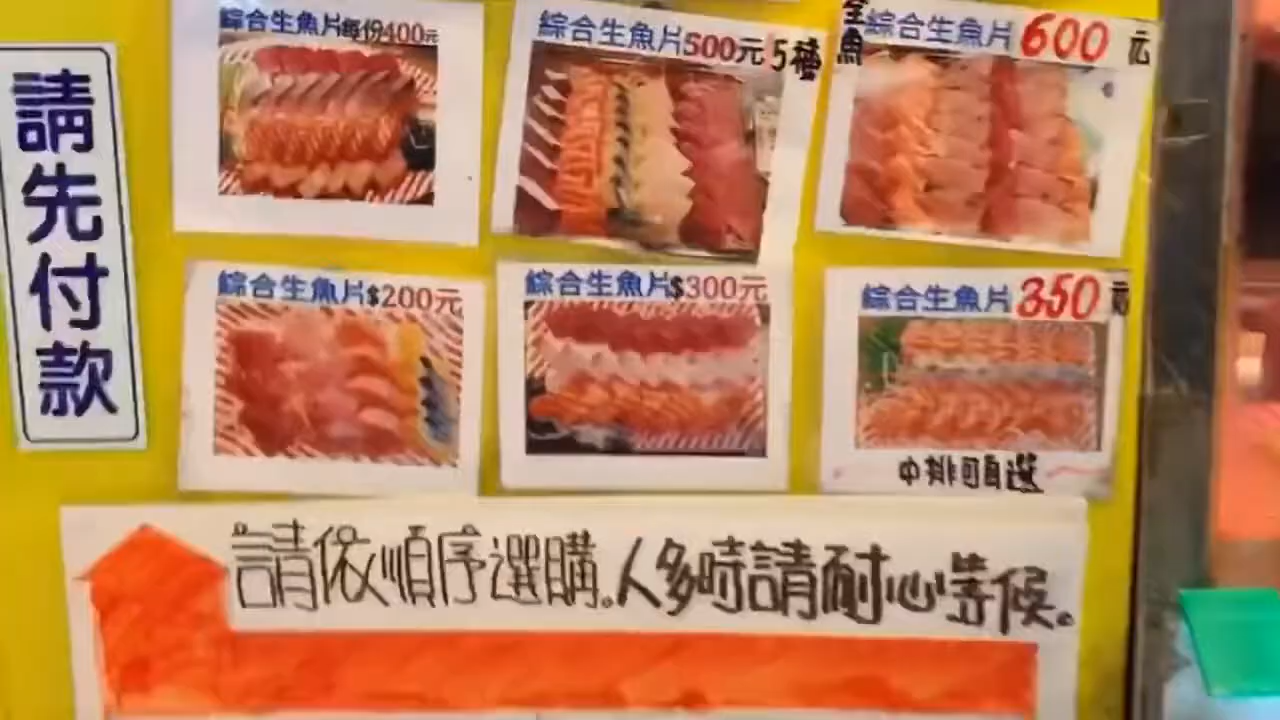 請先付款
綜合生魚片每份400元
綜合生魚片500元5種
全魚綜合生魚片600元
綜合生魚片$200元
綜合生魚片$300元
綜合生魚片350元
中排可自選
請依順序選購。人多時請耐心等候。